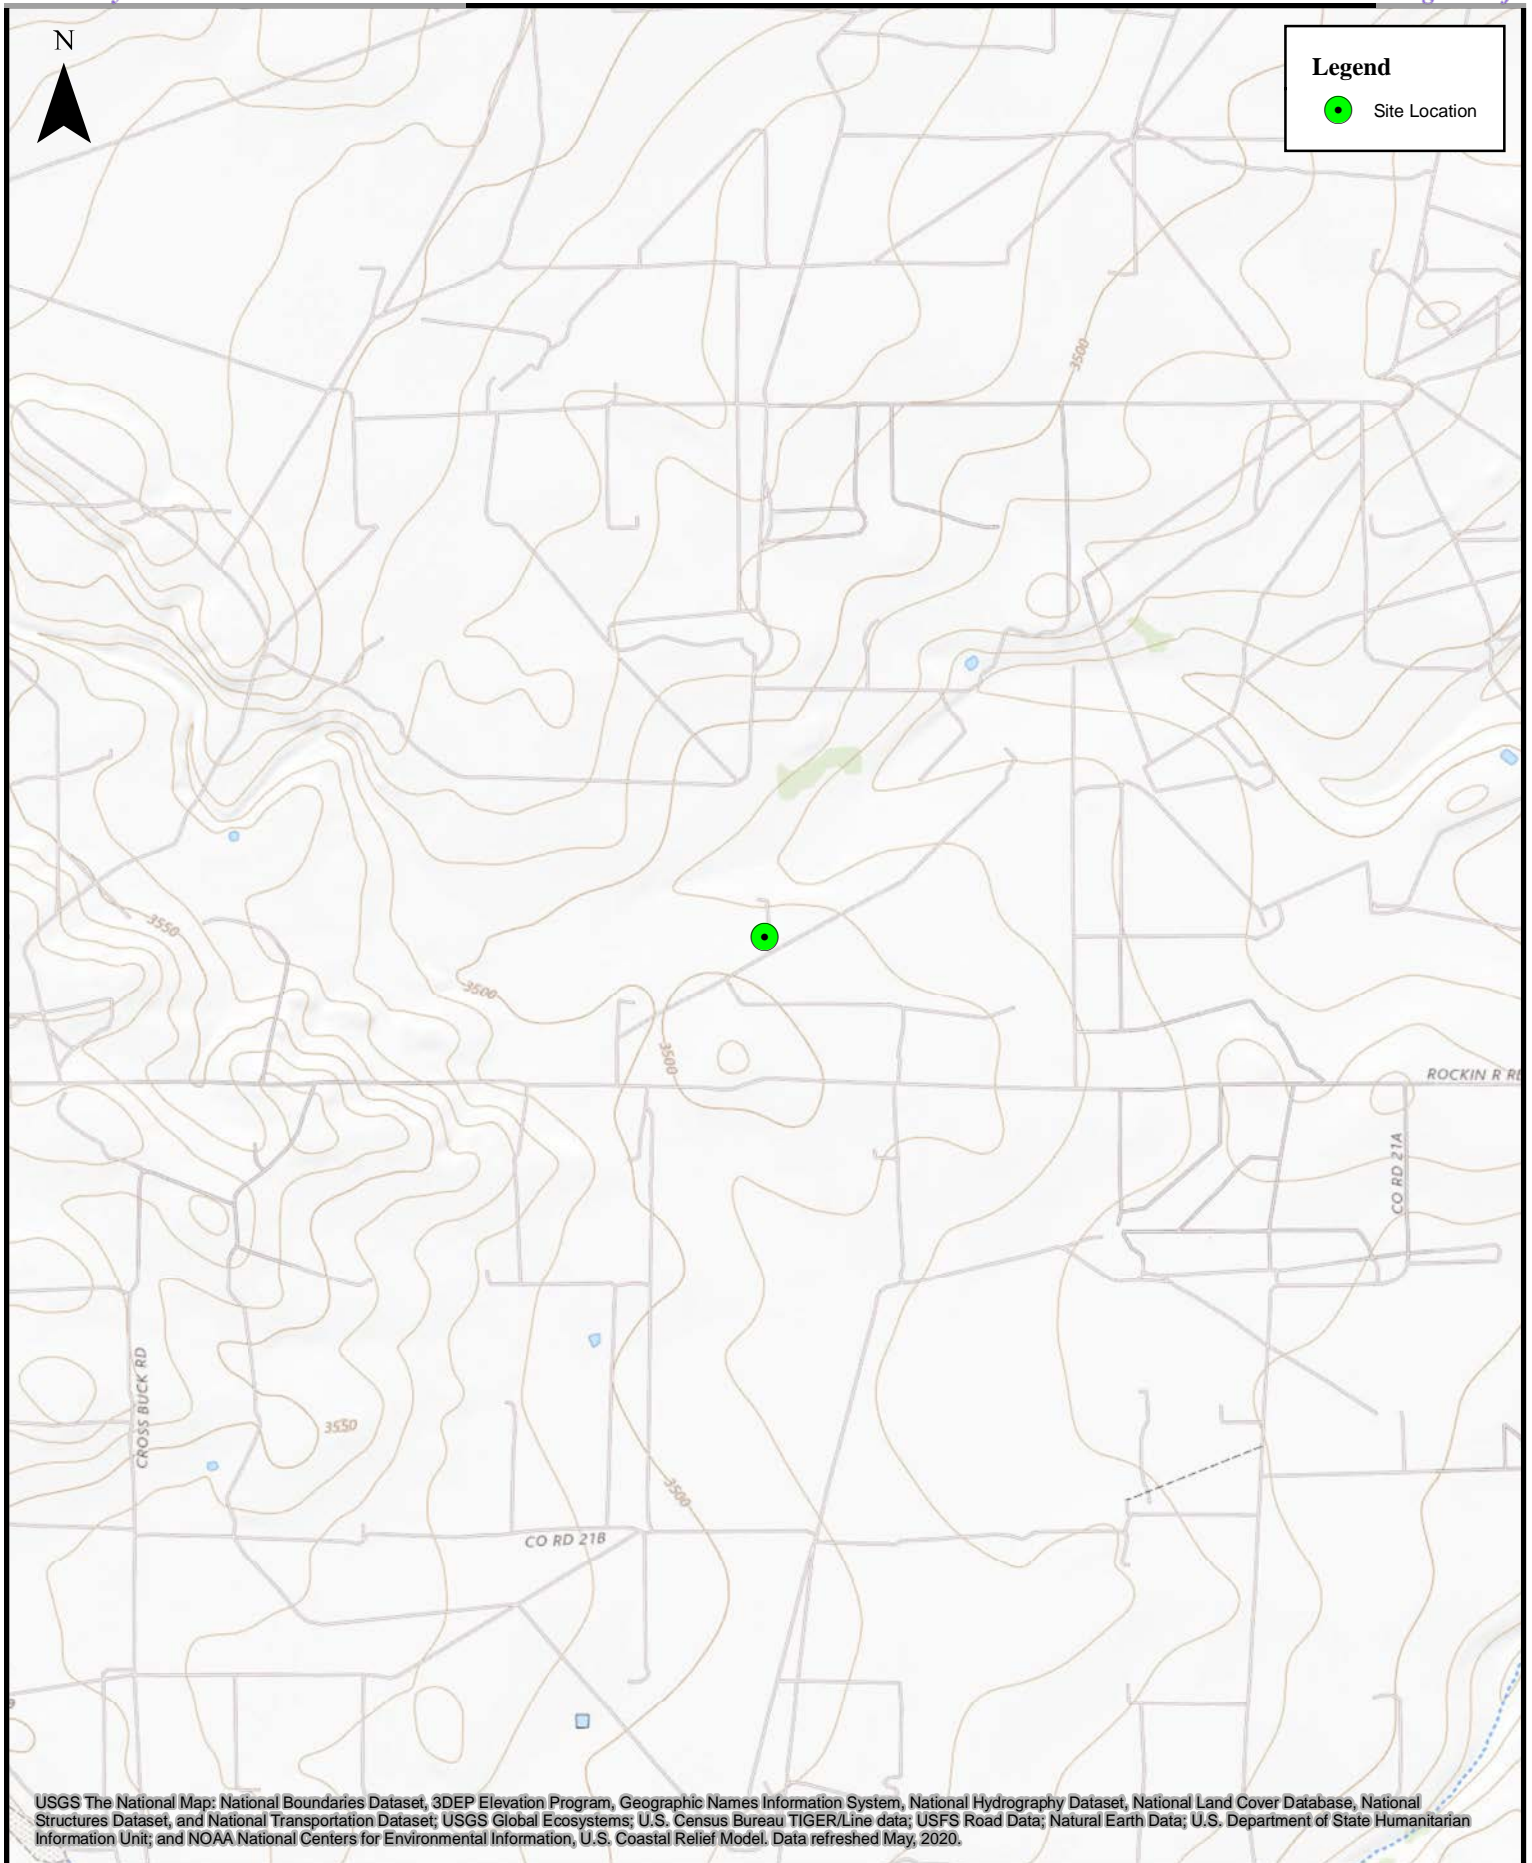 N
Legend
Site Location
3500
3550
3500
3500
ROCKIN R RD
CO RD 21A
CROSS BUCK RD
3550
3500
CO RD 21B
USGS The National Map: National Boundaries Dataset, 3DEP Elevation Program, Geographic Names Information System, National Hydrography Dataset, National Land Cover Database, National
Structures Dataset, and National Transportation Dataset; USGS Global Ecosystems; U.S. Census Bureau TIGER/Line data; USFS Road Data; Natural Earth Data; U.S. Department of State Humanitarian
Information Unit; and NOAA National Centers for Environmental Information, U.S. Coastal Relief Model. Data refreshed May, 2020.